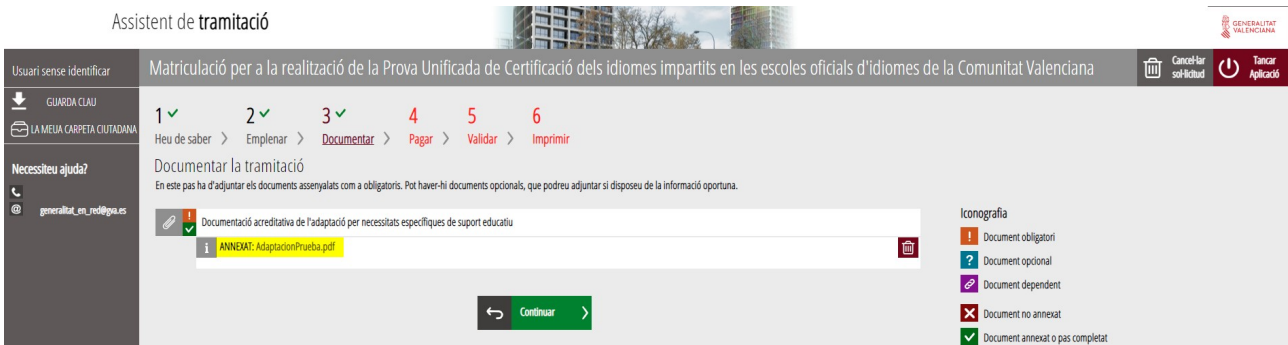 Assistent de tramitació
GENERALITAT
VALENCIANA
Usuari sense identificar
Matriculació per a la realització de la Prova Unificada de Certificació dels idiomes impartits en les escoles oficials d'idiomes de la Comunitat Valenciana
Cancel·lar
sol·licitud
Tancar
Aplicació
GUARDA CLAU
LA MEUA CARPETA CIUTADANA
Necessiteu ajuda?
@ generalitat_en_red@gva.es
1 2 3 4 5 6
Heu de saber > Emplenar > Documentar > Pagar > Validar > Imprimir
Documentar la tramitació
En este pas ha d'adjuntar els documents assenyalats com a obligatoris. Pot haver-hi documents opcionals, que podreu adjuntar si disposeu de la informació oportuna.
! Documentació acreditativa de l'adaptació per necessitats específiques de suport educatiu
i ANNEXAT: AdaptacionPrueba.pdf
Continuar >
Iconografia
! Document obligatori
? Document opcional
Document dependent
Document no annexat
Document annexat o pas completat